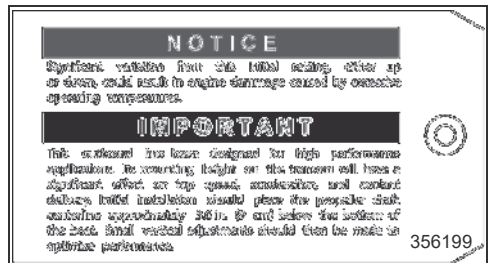 NOTICE
Significant variation from this initial setting, either up
or down, could result in engine damage caused by excessive
operating temperatures.
IMPORTANT
This outboard has been designed for high performance
applications. Its mounting height on the transom will have a
significant effect on top speed, acceleration, and
delivery. Initial installation should place the propeller shaft
centerline approximately in. below the bottom of
the boat. Small vertical adjustments should then be made to
optimize performance.
356199